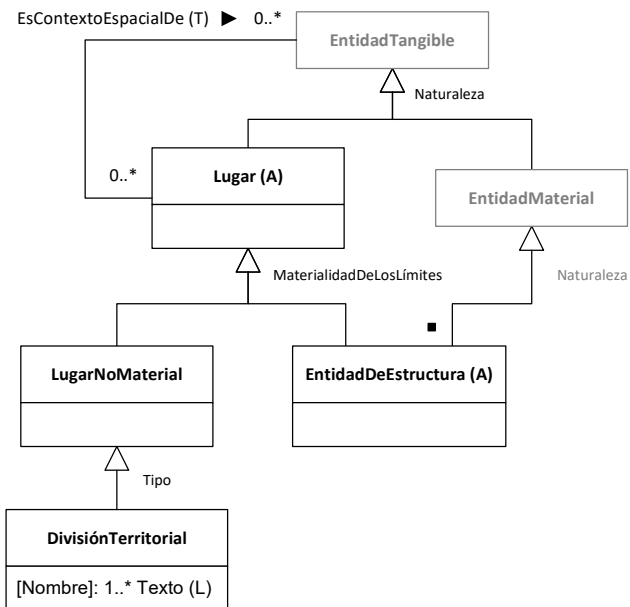 EsContextoEspacialDe (T) ► 0..*
EntidadTangible
Naturaleza
0..*
Lugar (A)
EntidadMaterial
MaterialidadDeLosLímites
Naturaleza
LugarNoMaterial
EntidadDeEstructura (A)
Tipo
DivisiónTerritorial
[Nombre]: 1..* Texto (L)